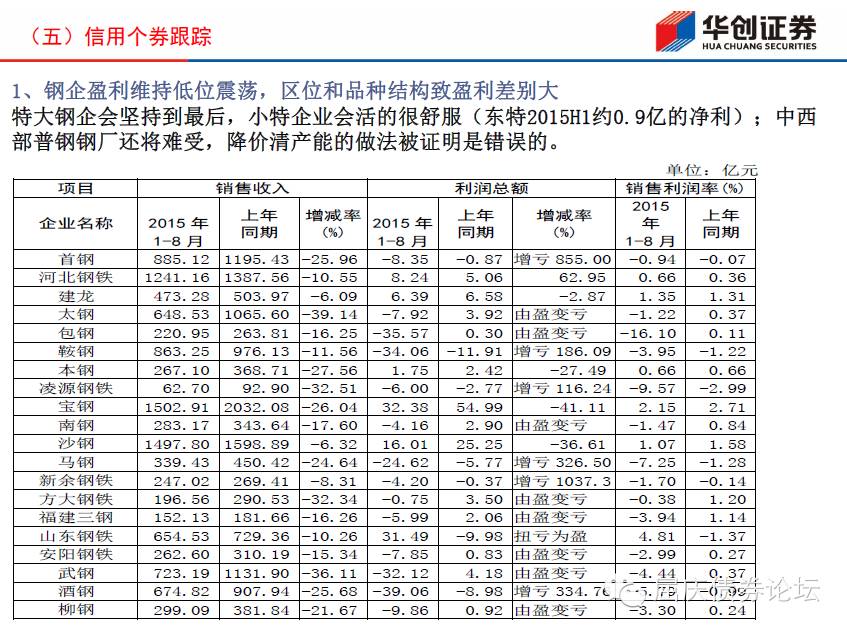 （五）信用个券跟踪
华创证券
HUA CHUANG SECURITIES
1、钢企盈利维持低位震荡，区位和品种结构致盈利差别大
特大钢企会坚持到最后，小特企业会活的很舒服（东特2015H1约0.9亿的净利）；中西
部普钢钢厂还将难受，降价清产能的做法被证明是错误的。
单位：亿元
项目 销售收入 利润总额 销售利润率(%)
企业名称 2015 年 1-8 月 上年同期 增减率(%) 2015 年 1-8 月 上年同期 增减率(%) 2015 年 1-8 月 上年同期
首钢 885.12 1195.43 -25.96 -8.35 -0.87 增亏 855.00 -0.94 -0.07
河北钢铁 1241.16 1387.56 -10.55 8.24 5.06 62.95 0.66 0.36
建龙 473.28 503.97 -6.09 6.39 6.58 -2.87 1.35 1.31
太钢 648.53 1065.60 -39.14 -7.92 3.92 由盈变亏 -1.22 0.37
包钢 220.95 263.81 -16.25 -35.57 0.30 由盈变亏 -16.10 0.11
鞍钢 863.25 976.13 -11.56 -34.06 -11.91 增亏 186.09 -3.95 -1.22
本钢 267.10 368.71 -27.56 1.75 2.42 -27.49 0.66 0.66
凌源钢铁 62.70 92.90 -32.51 -6.00 -2.77 增亏 116.24 -9.57 -2.99
宝钢 1502.91 2032.08 -26.04 32.38 54.99 -41.11 2.15 2.71
南钢 283.17 343.64 -17.60 -4.16 2.90 由盈变亏 -1.47 0.84
沙钢 1497.80 1598.89 -6.32 16.01 25.25 -36.61 1.07 1.58
马钢 339.43 450.42 -24.64 -24.62 -5.77 增亏 326.50 -7.25 -1.28
新余钢铁 247.02 269.41 -8.31 -4.20 -0.37 增亏 1037.3 -1.70 -0.14
方大钢铁 196.56 290.53 -32.34 -0.75 3.50 由盈变亏 -0.38 1.20
福建三钢 152.13 181.66 -16.26 -5.99 2.06 由盈变亏 -3.94 1.14
山东钢铁 654.53 729.36 -10.26 31.49 -9.98 扭亏为盈 4.81 -1.37
安阳钢铁 262.60 310.19 -15.34 -7.85 0.83 由盈变亏 -2.99 0.27
武钢 723.19 1131.90 -36.11 -32.12 4.18 由盈变亏 -4.44 0.37
酒钢 674.82 907.94 -25.68 -39.06 -8.98 增亏 334.76 -5.79 -0.99
柳钢 299.09 381.84 -21.67 -9.86 0.92 由盈变亏 -3.30 0.24
债券论坛